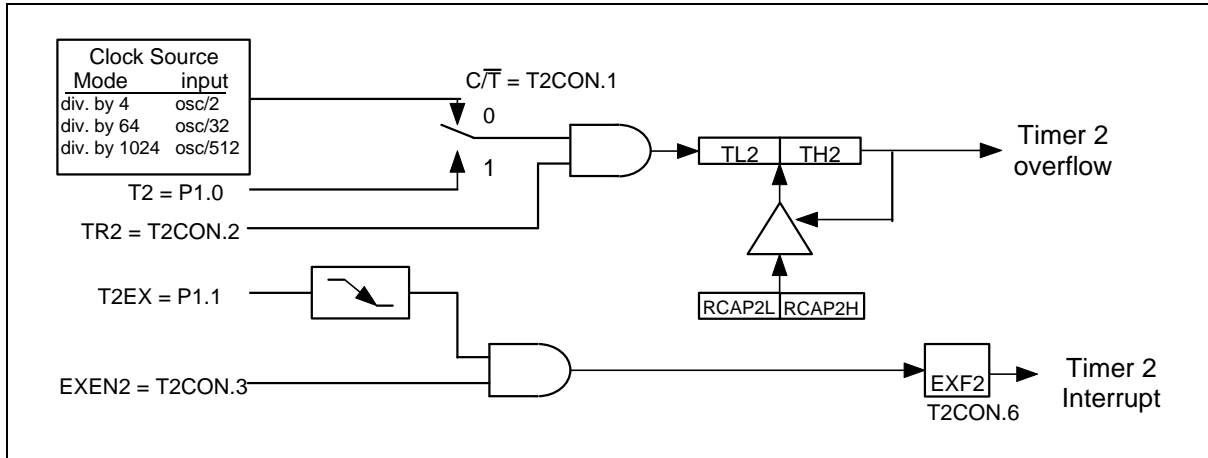 Clock Source
Mode input
div. by 4 osc/2
div. by 64 osc/32
div. by 1024 osc/512
C/T̅ = T2CON.1
0
1
T2 = P1.0
TR2 = T2CON.2
TL2 TH2
Timer 2
overflow
T2EX = P1.1
RCAP2L RCAP2H
EXEN2 = T2CON.3
EXF2
T2CON.6
Timer 2
Interrupt